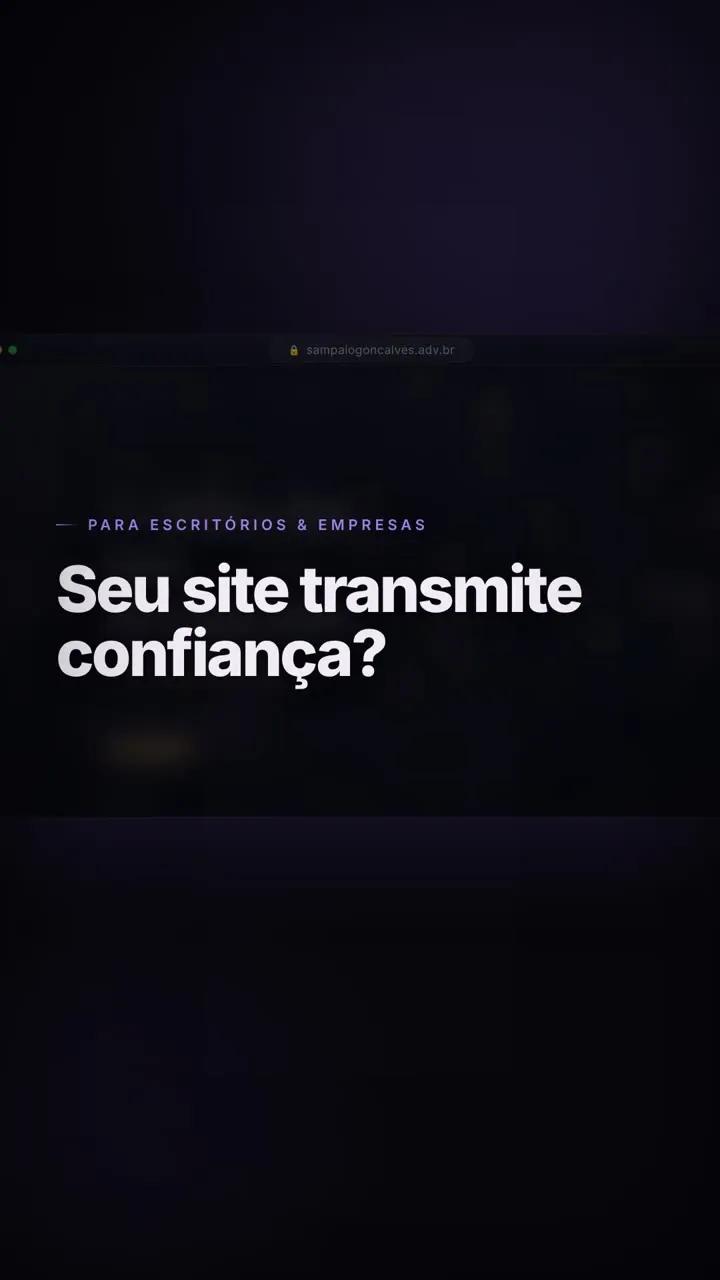 sampaiogoncalves.adv.br
PARA ESCRITÓRIOS & EMPRESAS
Seu site transmite
confiança?